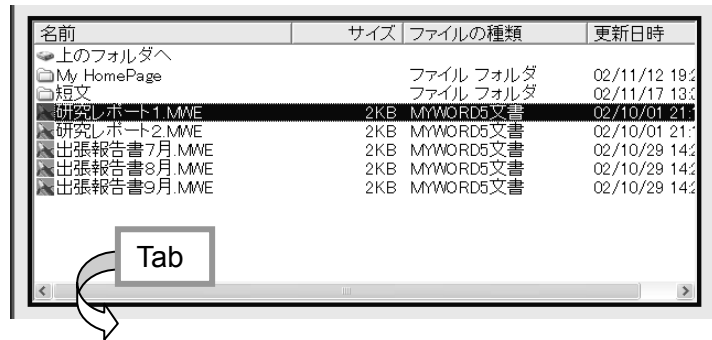 名前 サイズ ファイルの種類 更新日時
上のフォルダへ
My HomePage ファイル フォルダ 02/11/12 19:2
短文 ファイル フォルダ 02/11/17 13:0
研究レポート1.MWE 2KB MYWORD5文書 02/10/01 21:1
研究レポート2.MWE 2KB MYWORD5文書 02/10/01 21:1
出張報告書7月.MWE 2KB MYWORD5文書 02/10/29 14:2
出張報告書8月.MWE 2KB MYWORD5文書 02/10/29 14:2
出張報告書9月.MWE 2KB MYWORD5文書 02/10/29 14:2
Tab